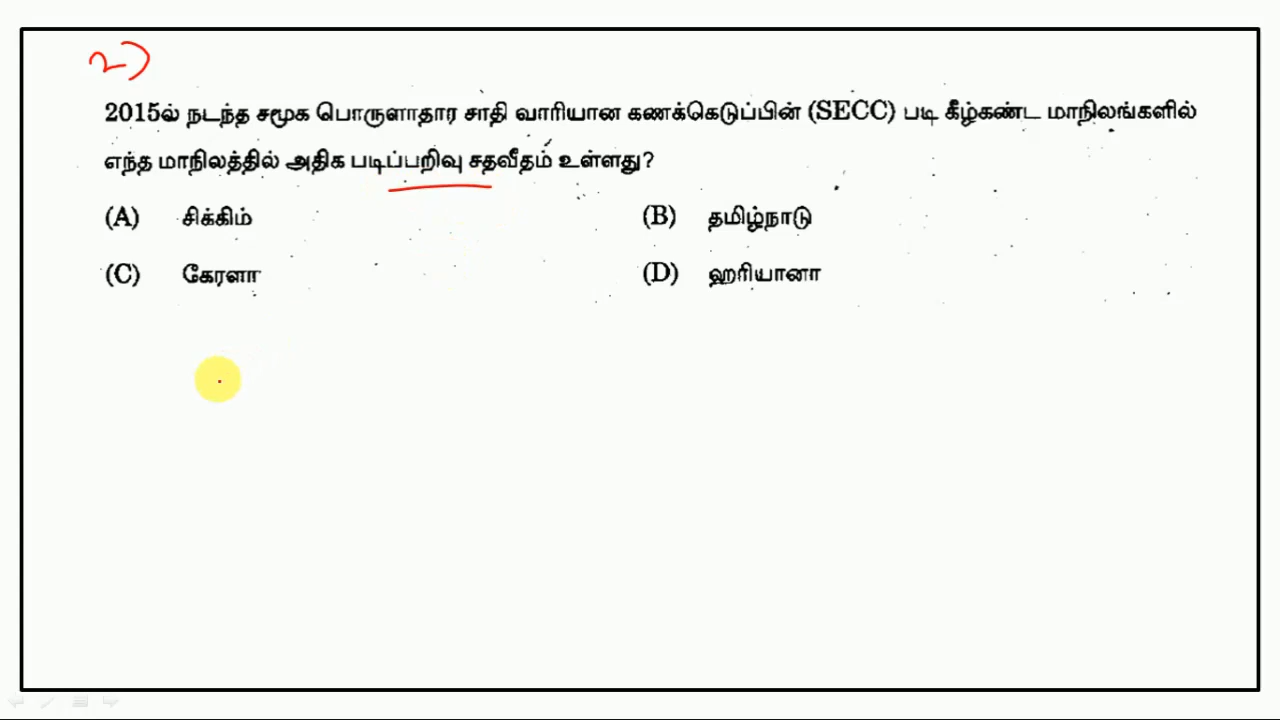 2)
2015ல் நடந்த சமூக பொருளாதார சாதி வாரியான கணக்கெடுப்பின் (SECC) படி கீழ்கண்ட மாநிலங்களில்
எந்த மாநிலத்தில் அதிக படிப்பறிவு சதவீதம் உள்ளது?
(A) சிக்கிம் (B) தமிழ்நாடு
(C) கேரளா (D) ஹரியானா